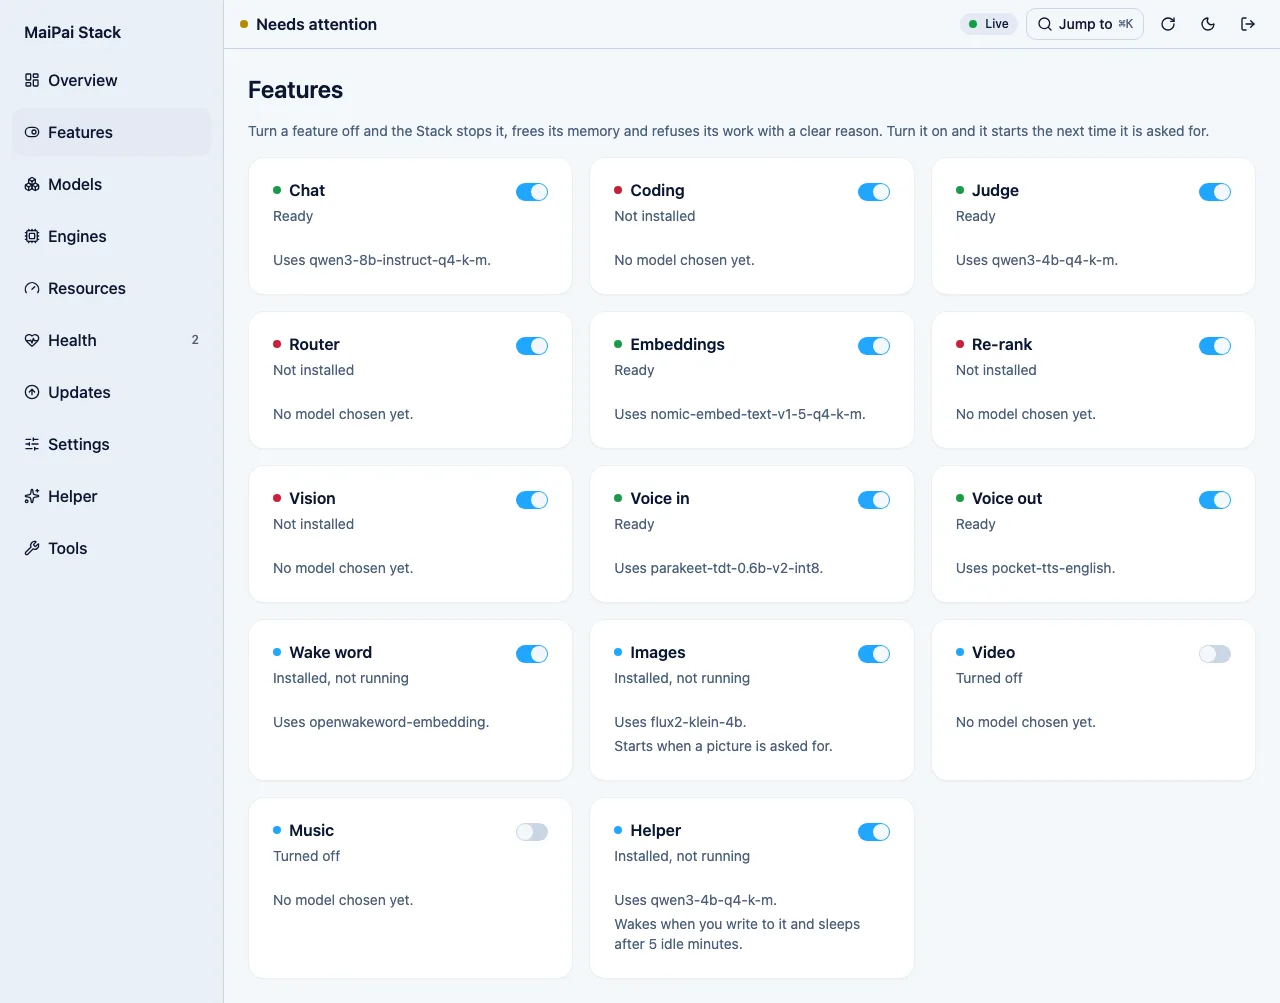 MaiPai Stack
Overview
Features
Models
Engines
Resources
Health 2
Updates
Settings
Helper
Tools
Needs attention
Live
Jump to ⌘K
Features
Turn a feature off and the Stack stops it, frees its memory and refuses its work with a clear reason. Turn it on and it starts the next time it is asked for.
Chat
Ready
Uses qwen3-8b-instruct-q4-k-m.
Coding
Not installed
No model chosen yet.
Judge
Ready
Uses qwen3-4b-q4-k-m.
Router
Not installed
No model chosen yet.
Embeddings
Ready
Uses nomic-embed-text-v1-5-q4-k-m.
Re-rank
Not installed
No model chosen yet.
Vision
Not installed
No model chosen yet.
Voice in
Ready
Uses parakeet-tdt-0.6b-v2-int8.
Voice out
Ready
Uses pocket-tts-english.
Wake word
Installed, not running
Uses openwakeword-embedding.
Images
Installed, not running
Uses flux2-klein-4b.
Starts when a picture is asked for.
Video
Turned off
No model chosen yet.
Music
Turned off
No model chosen yet.
Helper
Installed, not running
Uses qwen3-4b-q4-k-m.
Wakes when you write to it and sleeps
after 5 idle minutes.